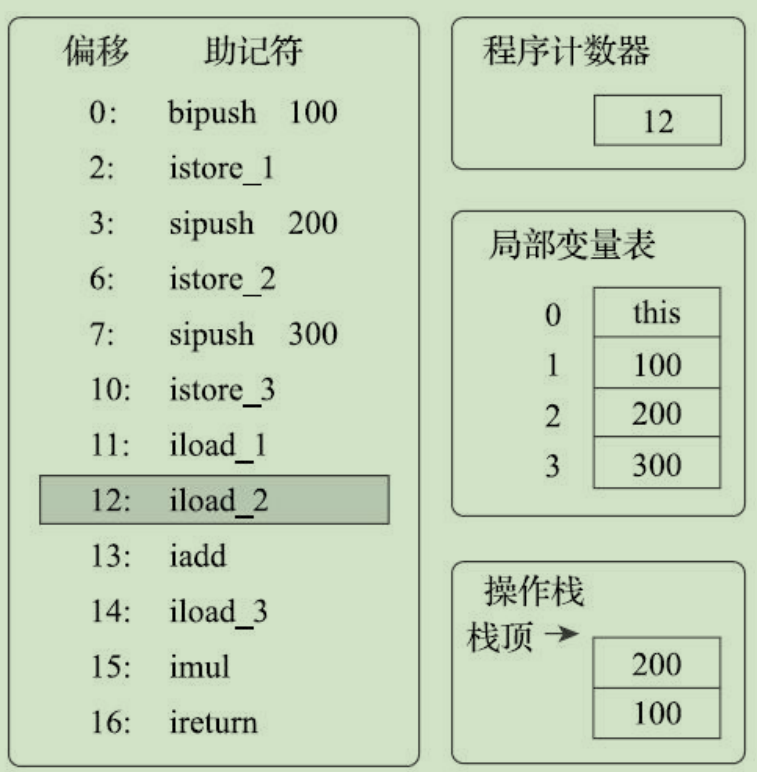 偏移 助记符
0: bipush 100
2: istore_1
3: sipush 200
6: istore_2
7: sipush 300
10: istore_3
11: iload_1
12: iload_2
13: iadd
14: iload_3
15: imul
16: ireturn
程序计数器
12
局部变量表
0 this
1 100
2 200
3 300
操作栈
栈顶
200
100